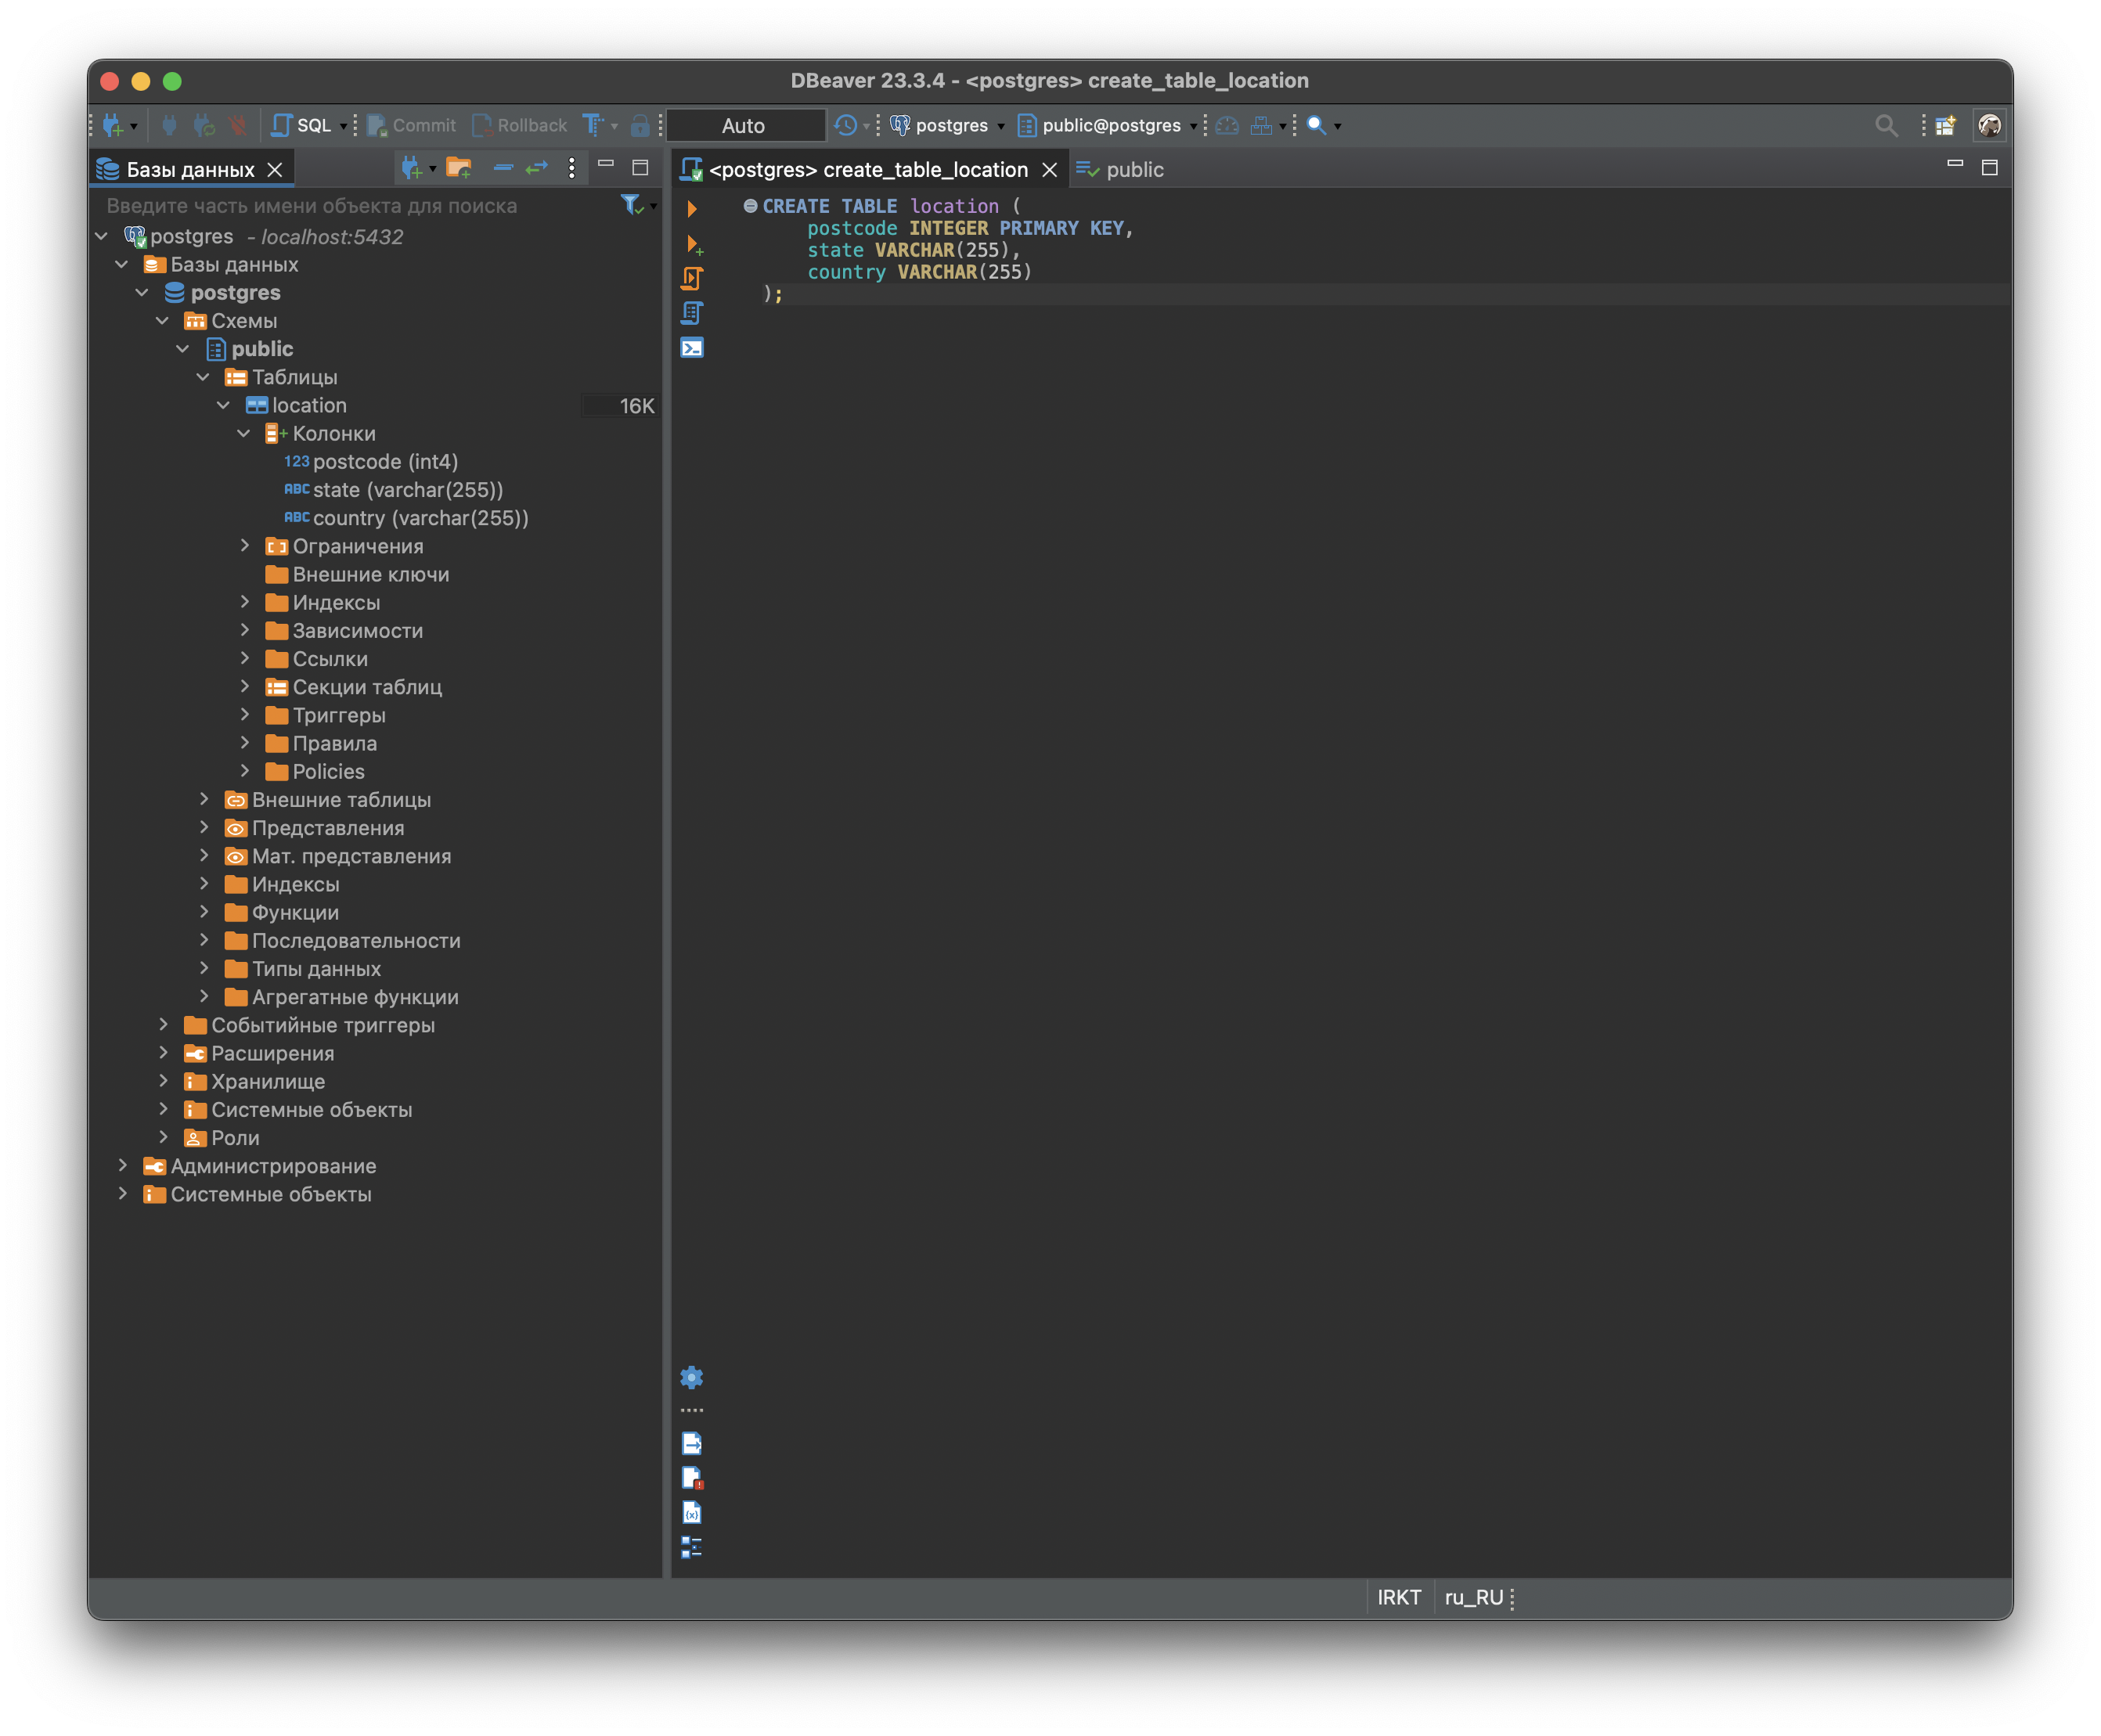 DBeaver 23.3.4 - <postgres> create_table_location
SQL Commit Rollback Auto postgres public@postgres
Базы данных
<postgres> create_table_location public
Введите часть имени объекта для поиска
postgres - localhost:5432
Базы данных
postgres
Схемы
public
Таблицы
location 16K
Колонки
123 postcode (int4)
ABC state (varchar(255))
ABC country (varchar(255))
Ограничения
Внешние ключи
Индексы
Зависимости
Ссылки
Секции таблиц
Триггеры
Правила
Policies
Внешние таблицы
Представления
Мат. представления
Индексы
Функции
Последовательности
Типы данных
Агрегатные функции
Событийные триггеры
Расширения
Хранилище
Системные объекты
Роли
Администрирование
Системные объекты
CREATE TABLE location (
postcode INTEGER PRIMARY KEY,
state VARCHAR(255),
country VARCHAR(255)
);
IRKT ru_RU